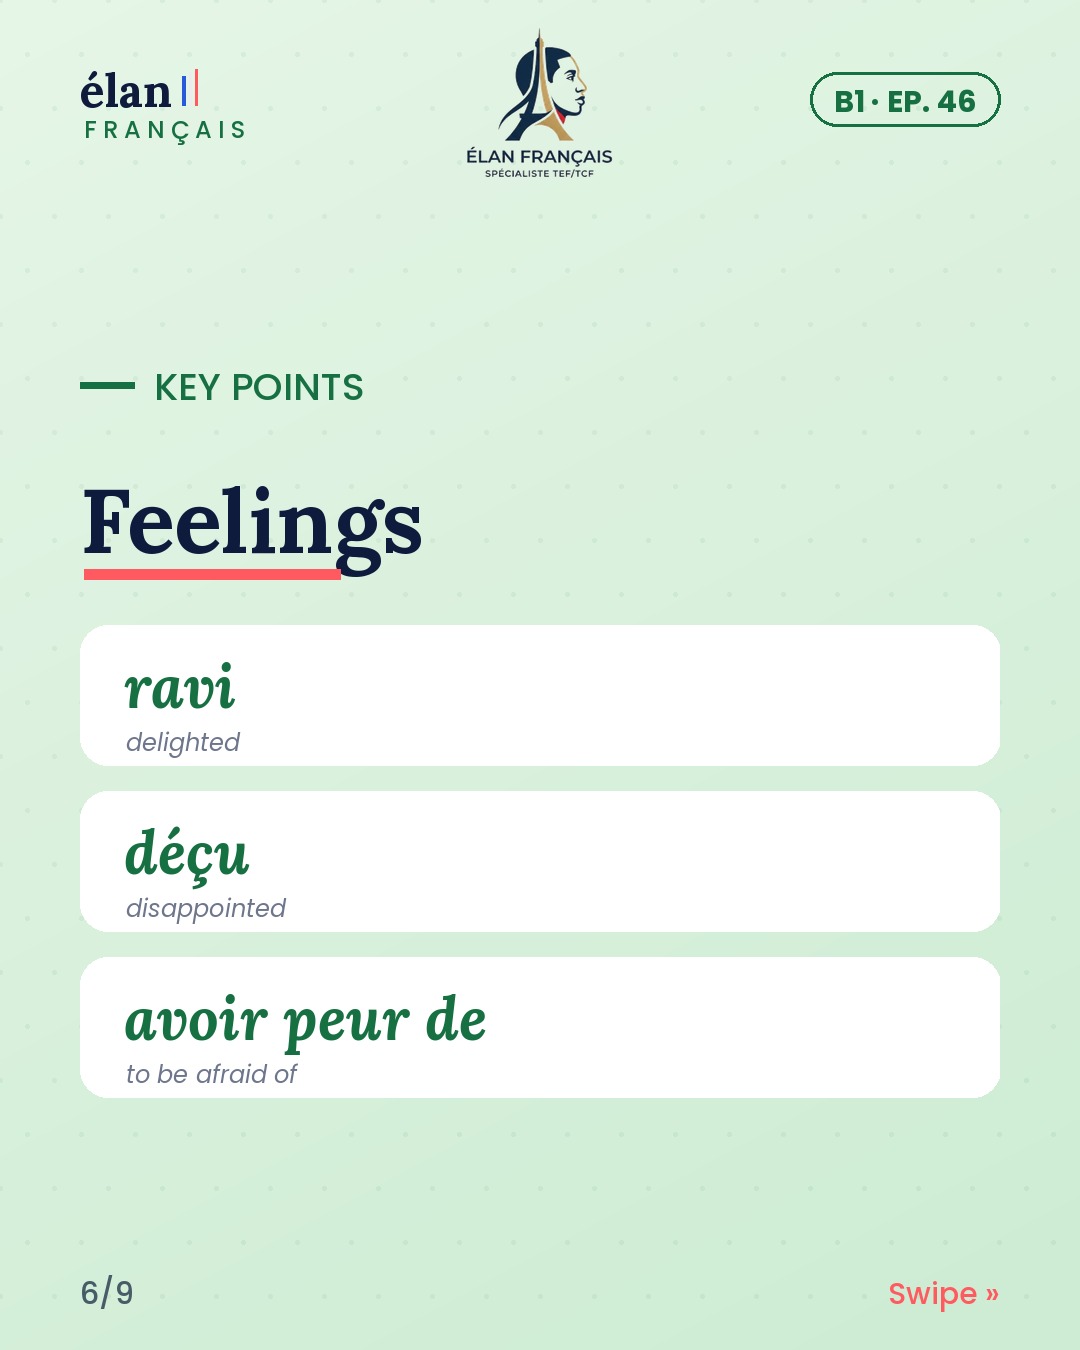 élan
FRANÇAIS
ÉLAN FRANÇAIS
SPÉCIALISTE TEF/TCF
B1 · EP. 46
KEY POINTS
Feelings
ravi
delighted
déçu
disappointed
avoir peur de
to be afraid of
6/9
Swipe »